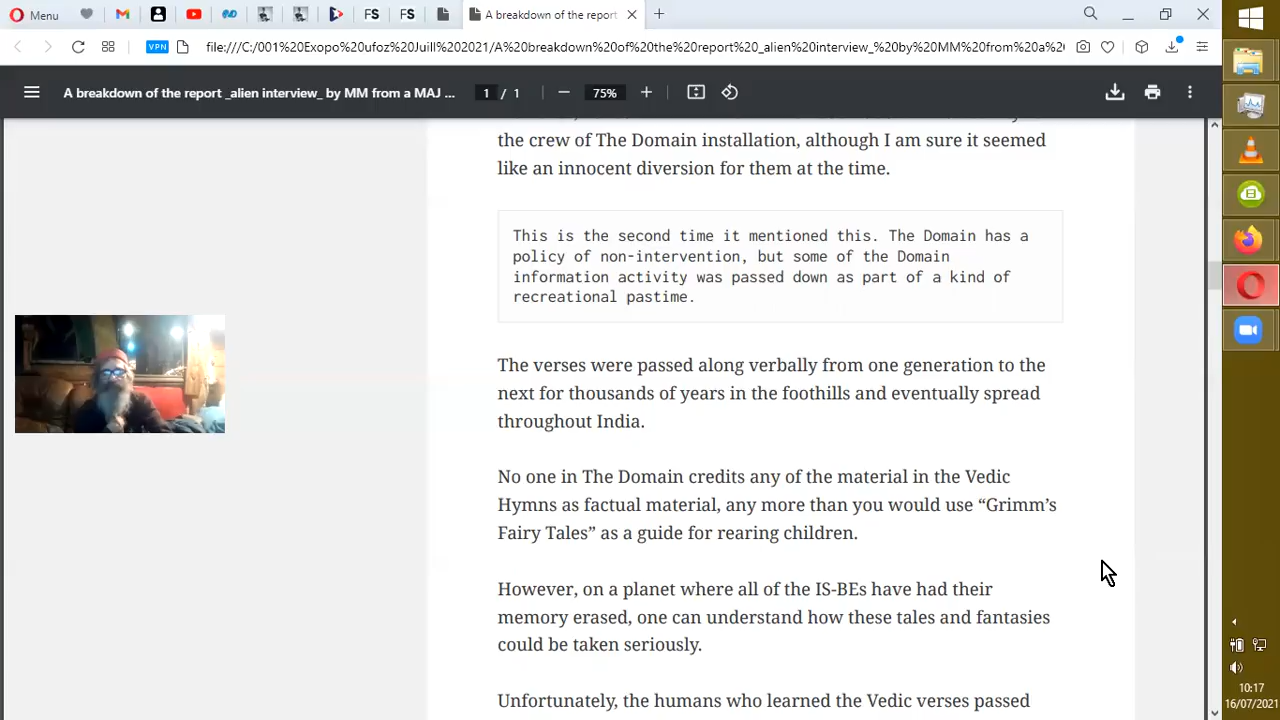 Menu
FS
FS
A breakdown of the report
VPN
file:///C:/001%20Exopo%20ufoz%20Juill%202021/A%20breakdown%20of%20the%20report%20_alien%20interview_%20by%20MM%20from%20a%2
A breakdown of the report _alien interview_ by MM from a MAJ ...
1 / 1
75%
the crew of The Domain installation, although I am sure it seemed
like an innocent diversion for them at the time.
This is the second time it mentioned this. The Domain has a
policy of non-intervention, but some of the Domain
information activity was passed down as part of a kind of
recreational pastime.
The verses were passed along verbally from one generation to the
next for thousands of years in the foothills and eventually spread
throughout India.
No one in The Domain credits any of the material in the Vedic
Hymns as factual material, any more than you would use “Grimm’s
Fairy Tales” as a guide for rearing children.
However, on a planet where all of the IS-BEs have had their
memory erased, one can understand how these tales and fantasies
could be taken seriously.
Unfortunately, the humans who learned the Vedic verses passed
10:17
16/07/2021